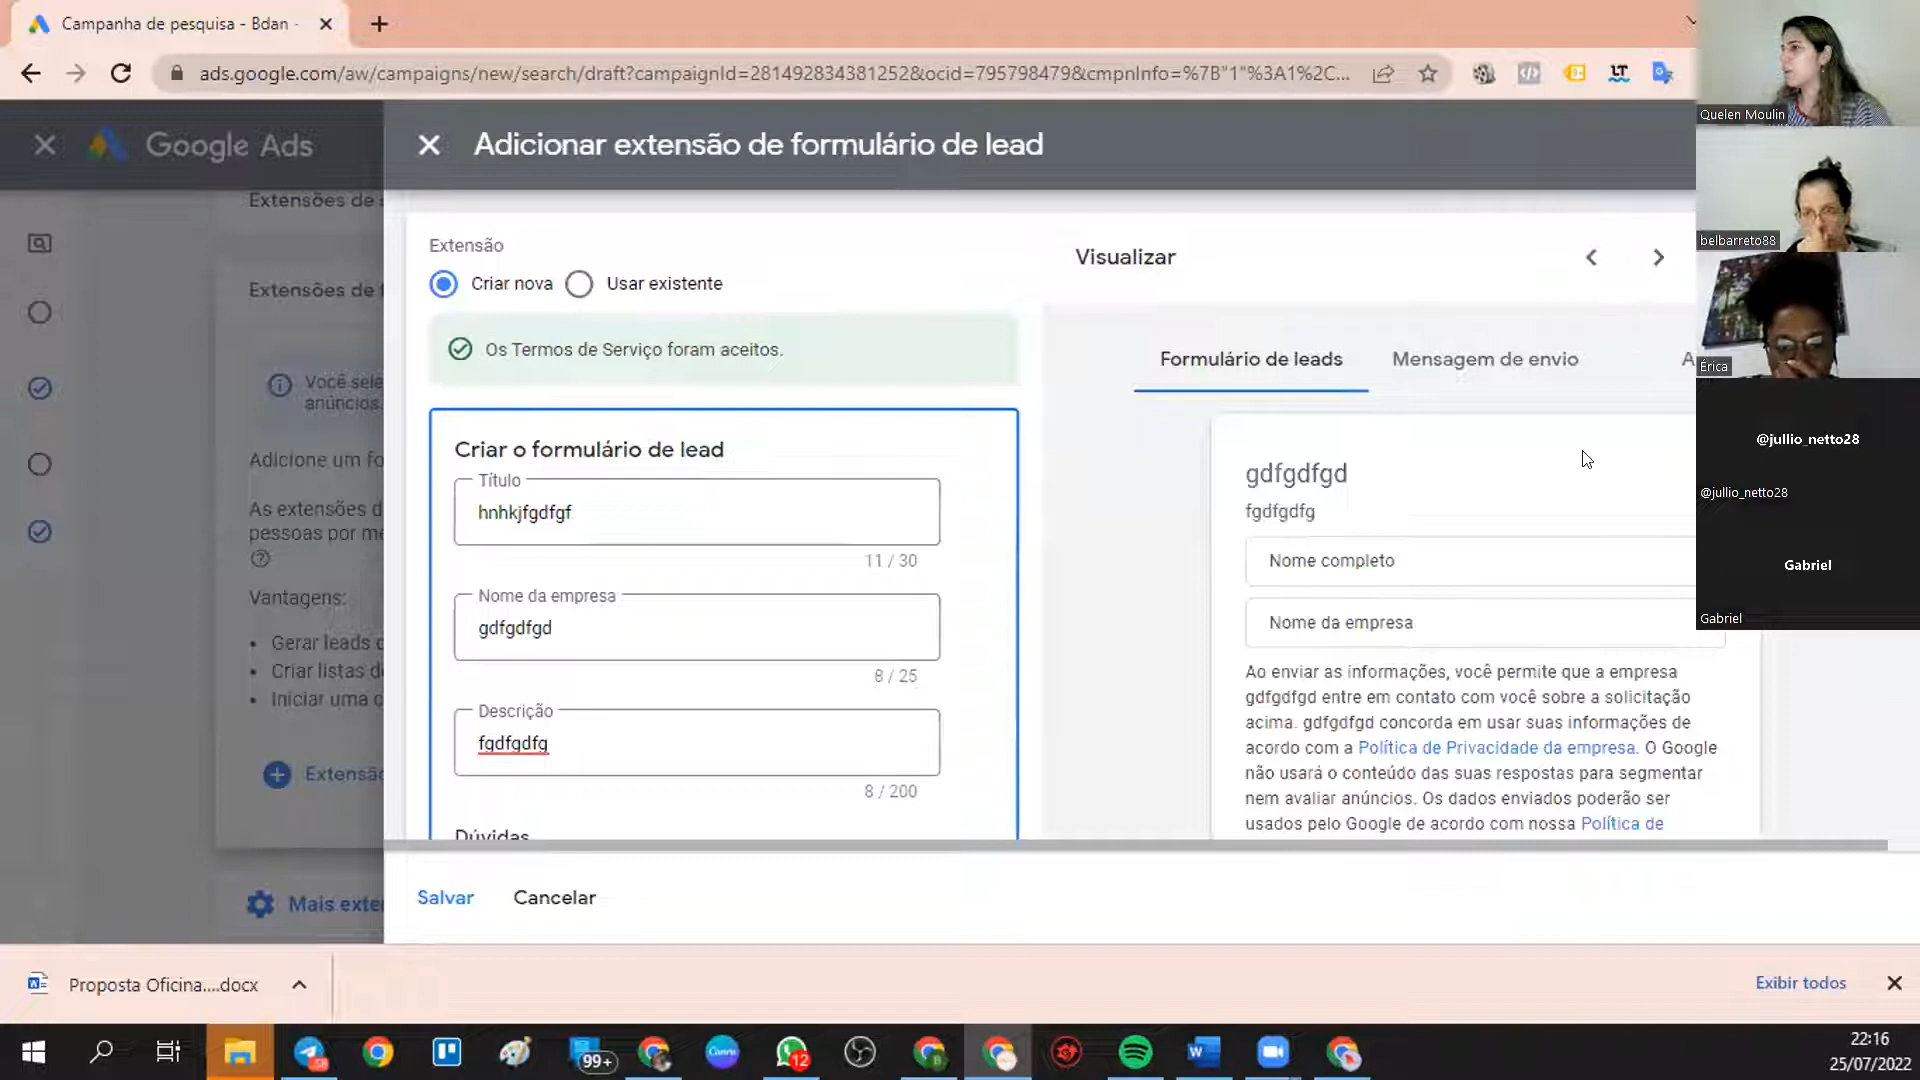 Campanha de pesquisa - Bdan -
ads.google.com/aw/campaigns/new/search/draft?campaignId=281492834381252&ocid=795798479&cmpnInfo=%7B"1"%3A1%2C...
Google Ads
Adicionar extensão de formulário de lead
Extensões de
Extensões de
Você sele
anúncios.
Adicione um fo
As extensões d
pessoas por me
Vantagens:
Gerar leads
Criar listas d
Iniciar uma
Extensão
Mais exte
Extensão
Criar nova
Usar existente
Os Termos de Serviço foram aceitos.
Criar o formulário de lead
Título
hnhkjfgdfgf
11 / 30
Nome da empresa
gdfgdfgd
8 / 25
Descrição
fgdfgdfg
8 / 200
Dúvidas
Salvar
Cancelar
Visualizar
Formulário de leads
Mensagem de envio
A
gdfgdfgd
fgdfgdfg
Nome completo
Nome da empresa
Ao enviar as informações, você permite que a empresa
gdfgdfgd entre em contato com você sobre a solicitação
acima. gdfgdfgd concorda em usar suas informações de
acordo com a Política de Privacidade da empresa. O Google
não usará o conteúdo das suas respostas para segmentar
nem avaliar anúncios. Os dados enviados poderão ser
usados pelo Google de acordo com nossa Política de
Quelen Moulin
belbarreto88
Érica
@jullio_netto28
@jullio_netto28
Gabriel
Gabriel
Proposta Oficina....docx
Exibir todos
99+
Canva
12
22:16
25/07/2022